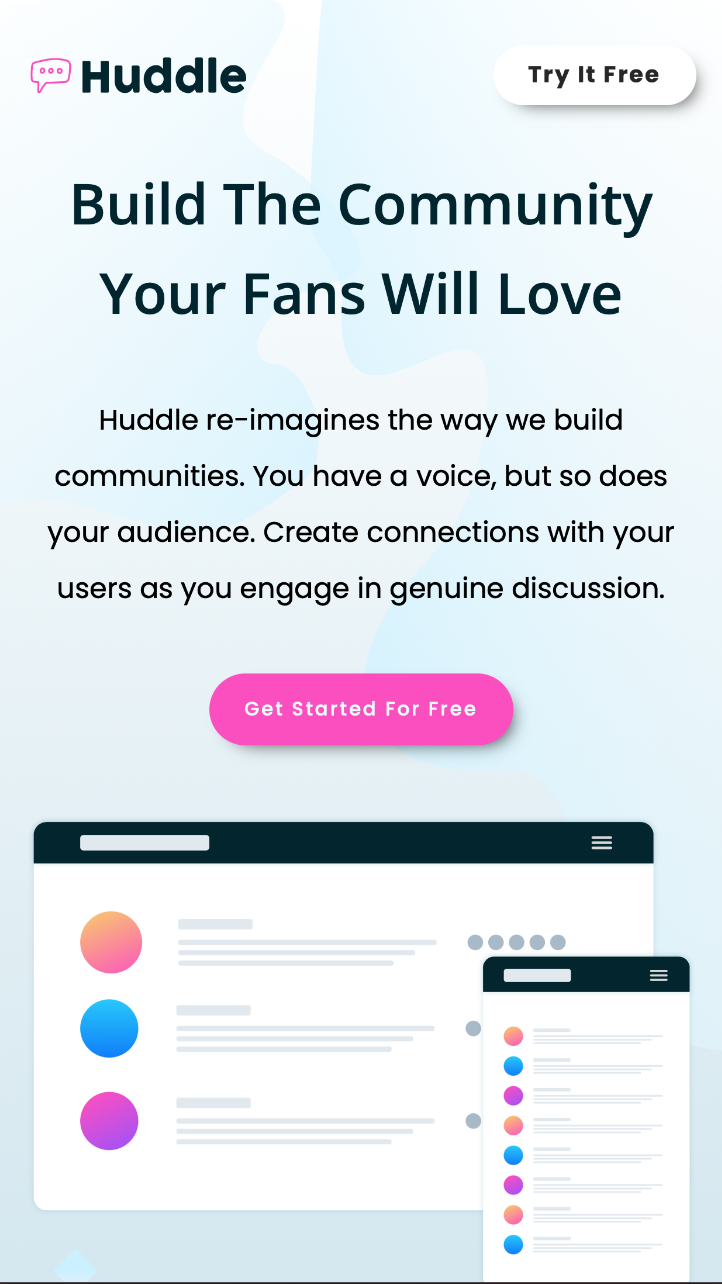 Huddle
Try It Free
Build The Community
Your Fans Will Love
Huddle re-imagines the way we build
communities. You have a voice, but so does
your audience. Create connections with your
users as you engage in genuine discussion.
Get Started For Free